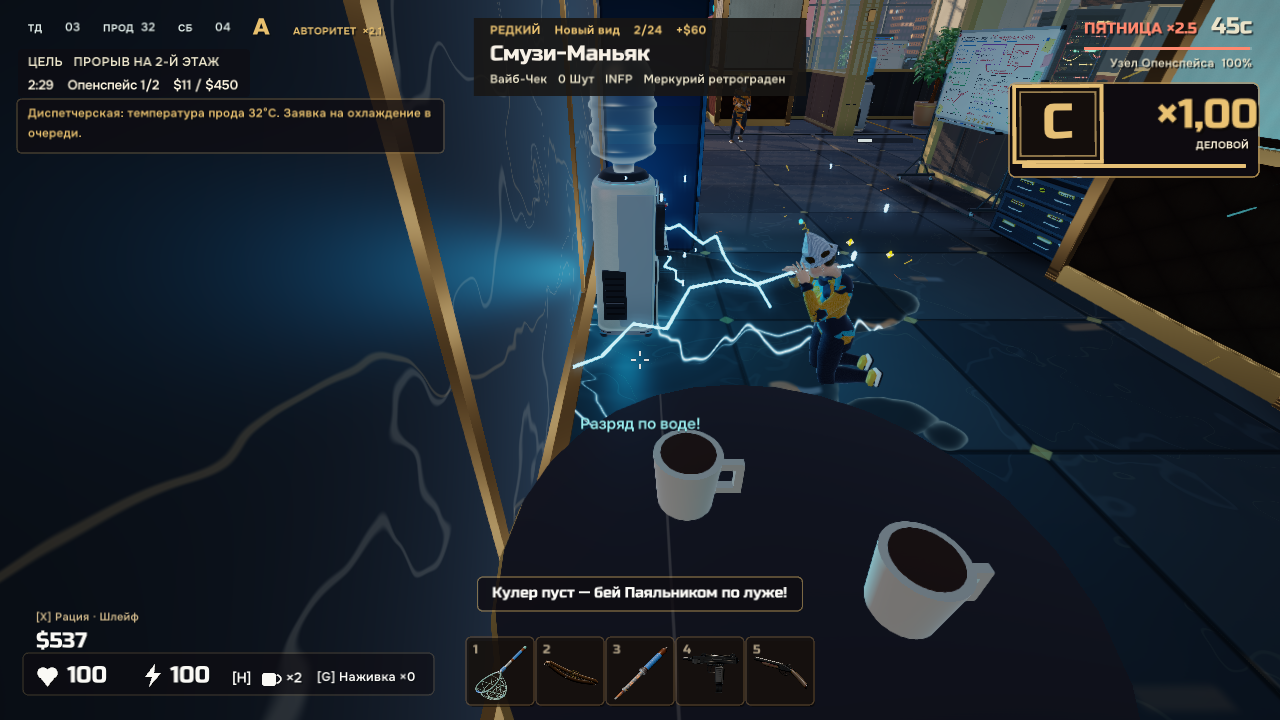 ТД 03 ПРОД 32 СБ 04 А АВТОРИТЕТ ×2.1
ЦЕЛЬ ПРОРЫВ НА 2-Й ЭТАЖ
2:29 Опенспейс 1/2 $11 / $450
Диспетчерская: температура прода 32°C. Заявка на охлаждение в
очереди.
РЕДКИЙ Новый вид 2/24 +$60
Смузи-Маньяк
Вайб-Чек 0 Шут INFP Меркурий ретрограден
ПЯТНИЦА ×2.5 45с
Узел Опенспейса 100%
С
×1,00
ДЕЛОВОЙ
Разряд по воде!
Кулер пуст — бей Паяльником по луже!
[X] Рация · Шлейф
$537
100 100 [H] ×2 [G] Наживка ×0
1 2 3 4 5